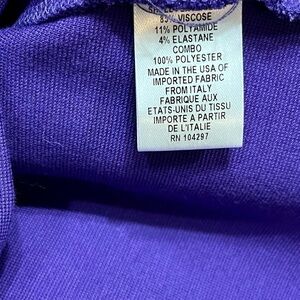 VISCOSE
11% POLYAMIDE
4% ELASTANE
COMBO
100% POLYESTER
MADE IN THE USA OF
IMPORTED FABRIC
FROM ITALY
FABRIQUE AUX
ETATS-UNIS DU TISSU
IMPORTE A PARTIR
DE L'ITALIE
RN 104297